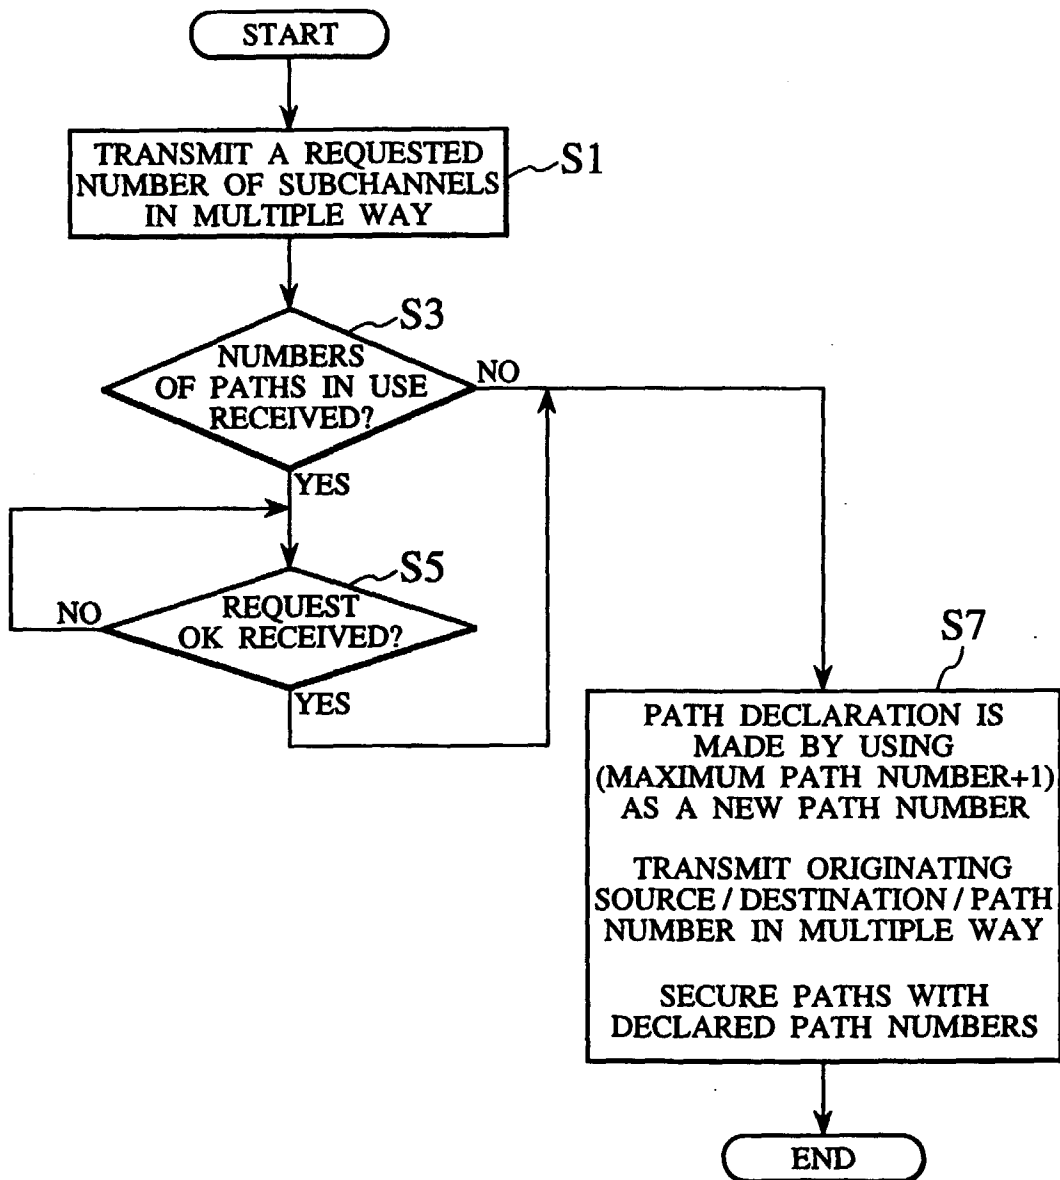 START
TRANSMIT A REQUESTED
NUMBER OF SUBCHANNELS
IN MULTIPLE WAY
S1
S3
NUMBERS
OF PATHS IN USE
RECEIVED?
NO
YES
S5
REQUEST
OK RECEIVED?
NO
YES
S7
PATH DECLARATION IS
MADE BY USING
(MAXIMUM PATH NUMBER+1)
AS A NEW PATH NUMBER
TRANSMIT ORIGINATING
SOURCE / DESTINATION / PATH
NUMBER IN MULTIPLE WAY
SECURE PATHS WITH
DECLARED PATH NUMBERS
END